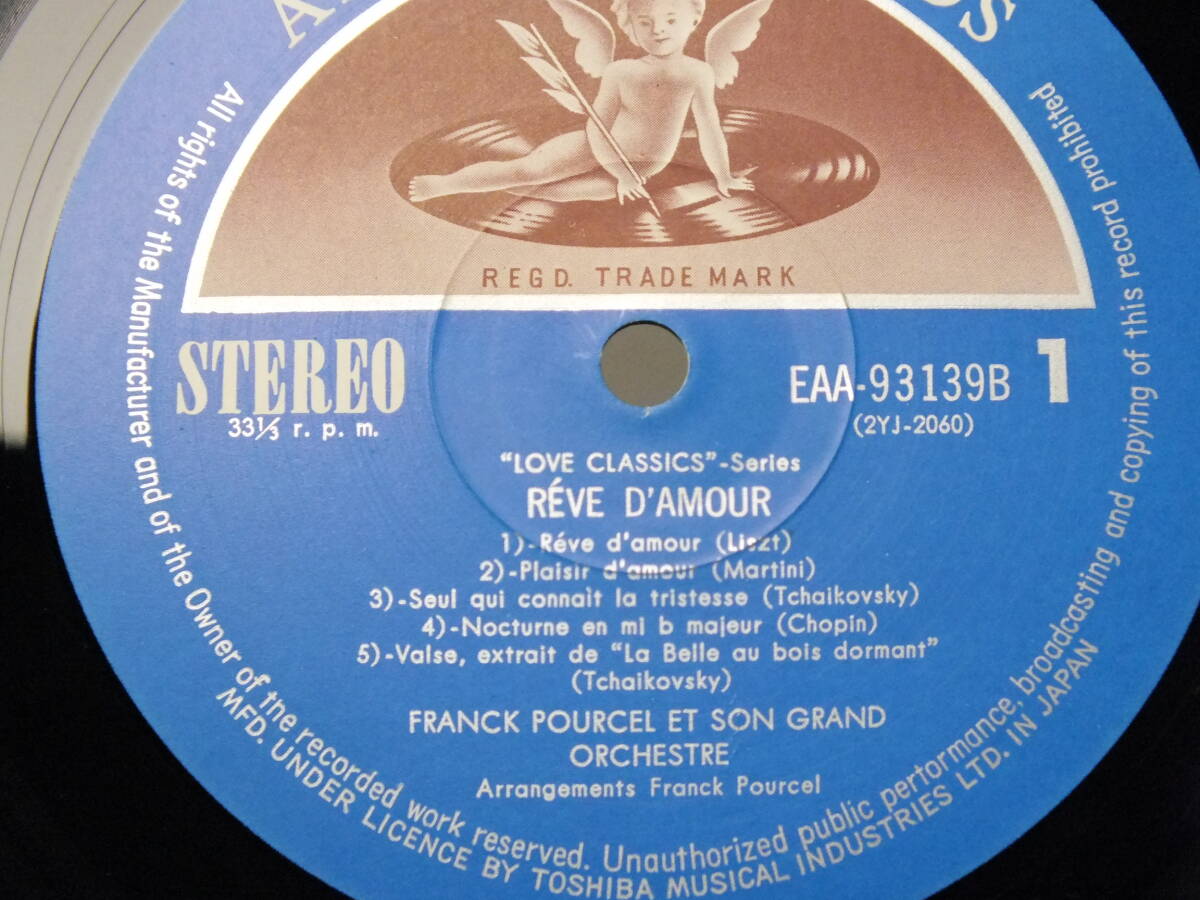 REGD. TRADE MARK
STEREO
33⅓ r. p. m.
EAA-93139B 1
(2YJ-2060)
"LOVE CLASSICS"-Series
RÉVE D'AMOUR
1)-Réve d'amour (Liszt)
2)-Plaisir d'amour (Martini)
3)-Seul qui connait la tristesse (Tchaikovsky)
4)-Nocturne en mi b majeur (Chopin)
5)-Valse, extrait de "La Belle au bois dormant"
(Tchaikovsky)
FRANCK POURCEL ET SON GRAND
ORCHESTRE
Arrangements Franck Pourcel
All rights of the Manufacturer and of the Owner of the recorded work reserved. Unauthorized public performance, broadcasting and copying of this record prohibited
MFD. UNDER LICENCE BY TOSHIBA MUSICAL INDUSTRIES LTD. IN JAPAN